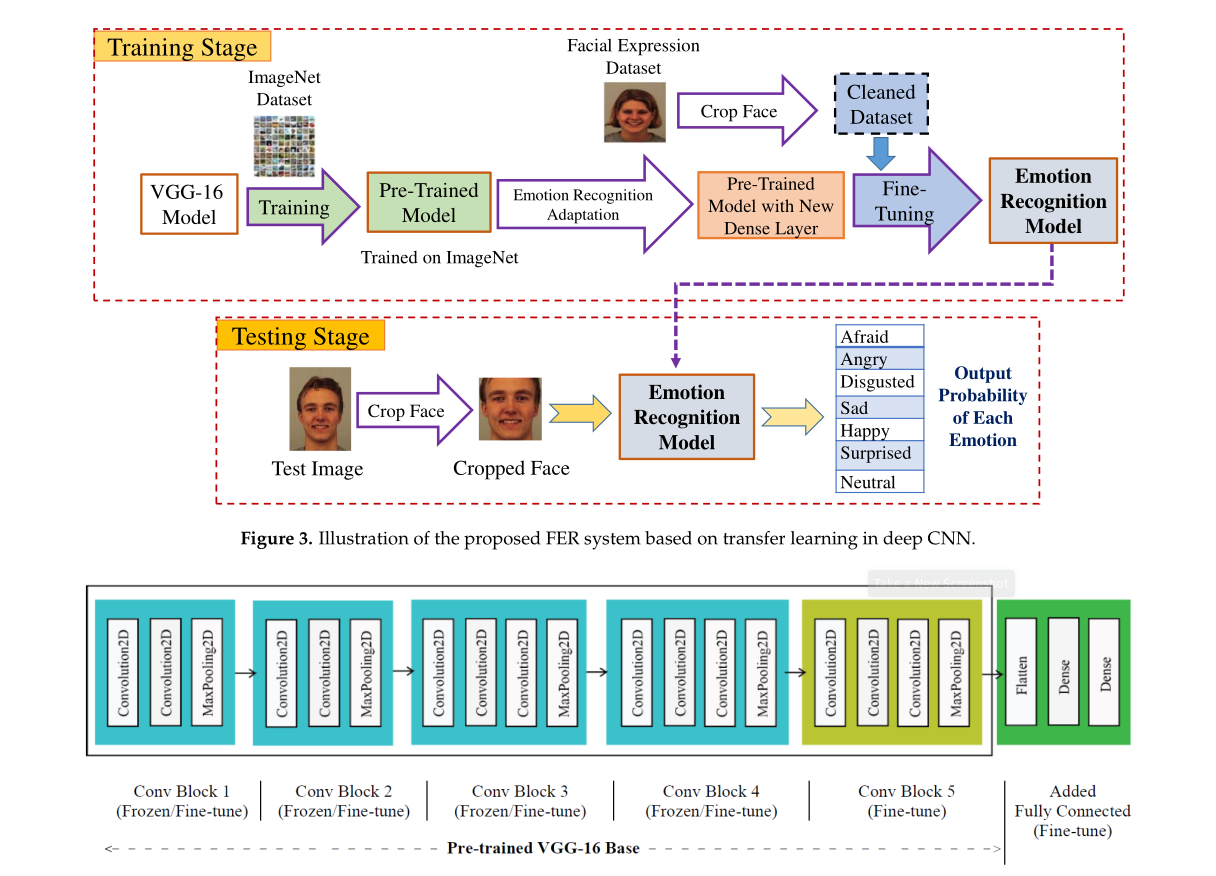 Training Stage
ImageNet
Dataset
Facial Expression
Dataset
Crop Face
Cleaned
Dataset
VGG-16
Model
Training
Pre-Trained
Model
Trained on ImageNet
Emotion Recognition
Adaptation
Pre-Trained
Model with New
Dense Layer
Fine-
Tuning
Emotion
Recognition
Model
Testing Stage
Test Image
Crop Face
Cropped Face
Emotion
Recognition
Model
Afraid
Angry
Disgusted
Sad
Happy
Surprised
Neutral
Output
Probability
of Each
Emotion
Figure 3. Illustration of the proposed FER system based on transfer learning in deep CNN.
Take a New Screenshot
Convolution2D
Convolution2D
MaxPooling2D
Convolution2D
Convolution2D
MaxPooling2D
Convolution2D
Convolution2D
Convolution2D
MaxPooling2D
Convolution2D
Convolution2D
Convolution2D
MaxPooling2D
Convolution2D
Convolution2D
Convolution2D
MaxPooling2D
Flatten
Dense
Dense
Conv Block 1
(Frozen/Fine-tune)
Conv Block 2
(Frozen/Fine-tune)
Conv Block 3
(Frozen/Fine-tune)
Conv Block 4
(Frozen/Fine-tune)
Conv Block 5
(Fine-tune)
Added
Fully Connected
(Fine-tune)
Pre-trained VGG-16 Base